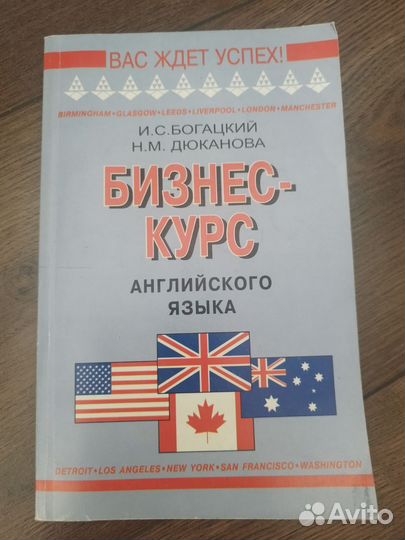 ВАС ЖДЕТ УСПЕХ!
BIRMINGHAM • GLASGOW • LEEDS • LIVERPOOL • LONDON • MANCHESTER
И.С.БОГАЦКИЙ
Н.М. ДЮКАНОВА
БИЗНЕС-
КУРС
АНГЛИЙСКОГО
ЯЗЫКА
DETROIT • LOS ANGELES • NEW YORK • SAN FRANCISCO • WASHINGTON
Avito